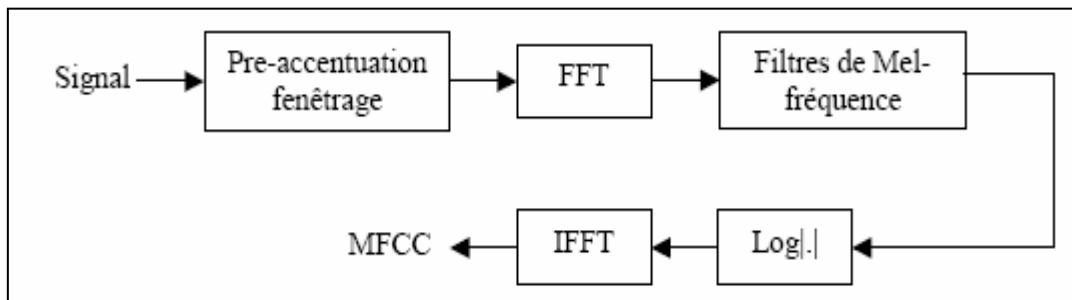 Signal
Pre-accentuation
fenêtrage
FFT
Filtres de Mel-
fréquence
Log|.|
IFFT
MFCC